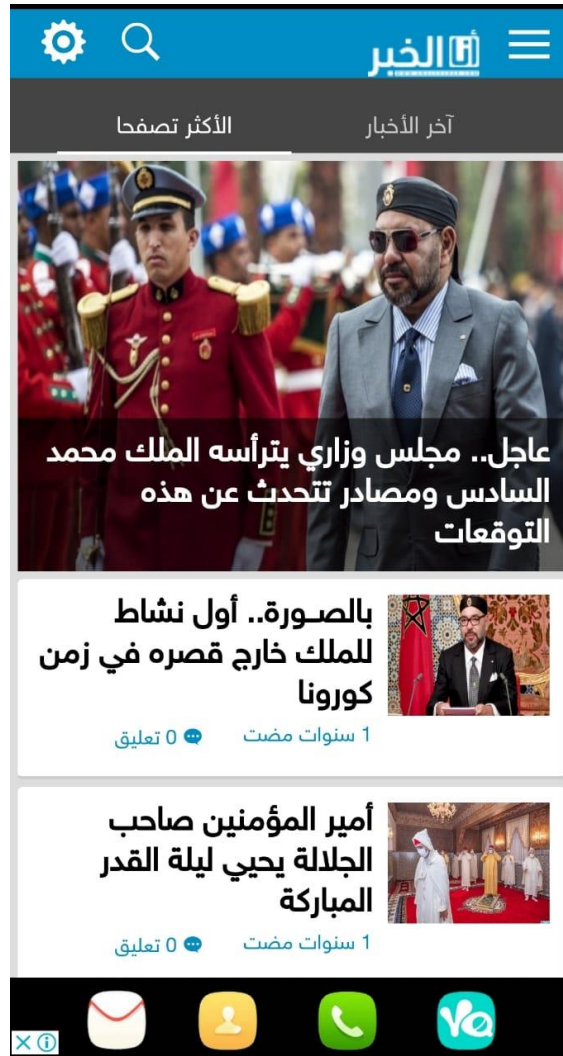 أنا الخبر
آخر الأخبار
الأكثر تصفحا
عاجل.. مجلس وزاري يترأسه الملك محمد
السادس ومصادر تتحدث عن هذه
التوقعات
بالصـورة.. أول نشاط
للملك خارج قصره في زمن
كورونا
1 سنوات مضت
0 تعليق
أمير المؤمنين صاحب
الجلالة يحيي ليلة القدر
المباركة
1 سنوات مضت
0 تعليق